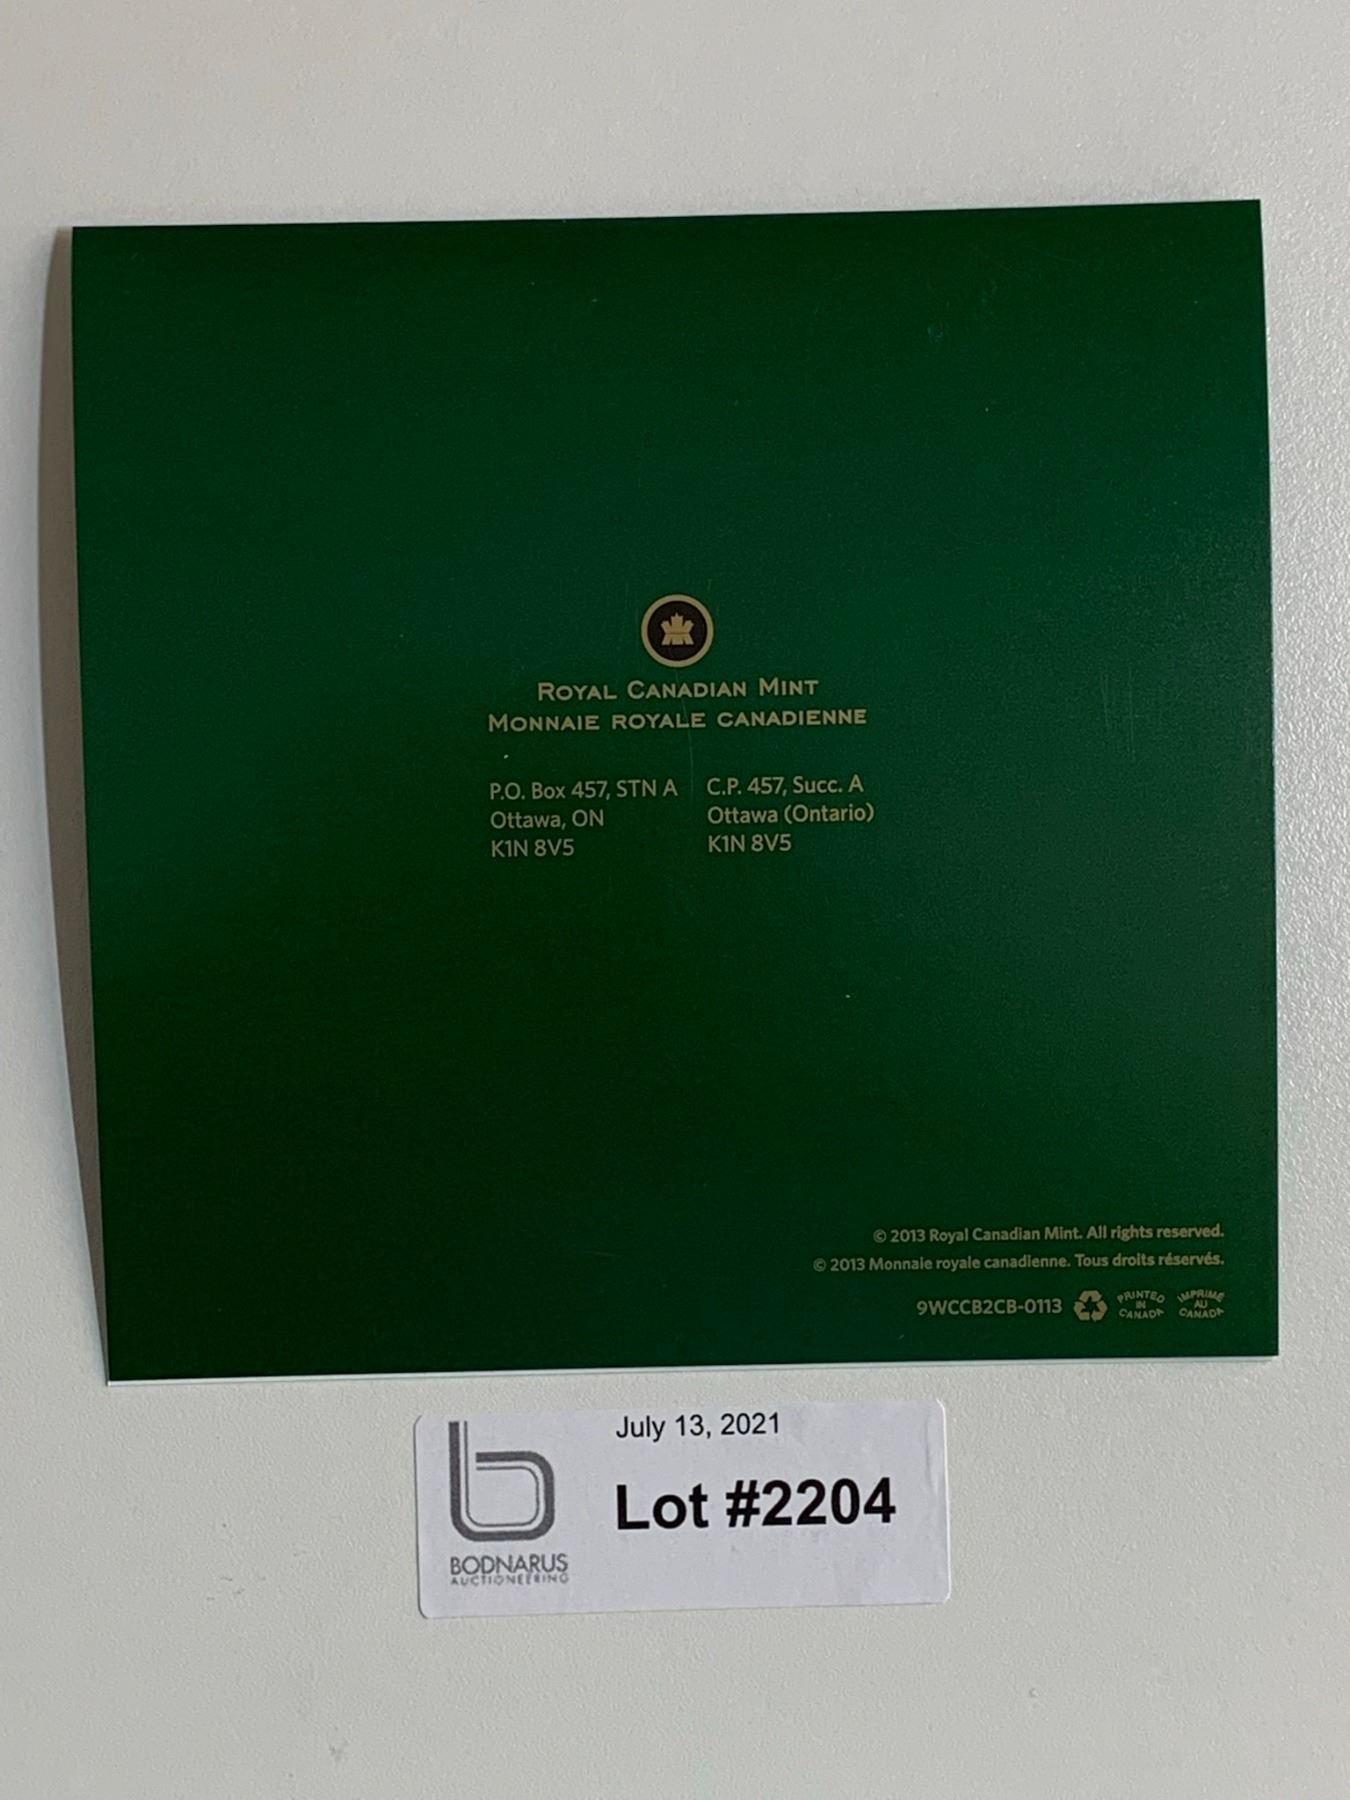 ROYAL CANADIAN MINT
MONNAIE ROYALE CANADIENNE
P.O. Box 457, STN A
Ottawa, ON
K1N 8V5
C.P. 457, Succ. A
Ottawa (Ontario)
K1N 8V5
© 2013 Royal Canadian Mint. All rights reserved.
© 2013 Monnaie royale canadienne. Tous droits réservés.
9WCCB2CB-0113
PRINTED
IN
CANADA
IMPRIMÉ
AU
CANADA
July 13, 2021
Lot #2204
b
BODNARUS
AUCTIONEERING